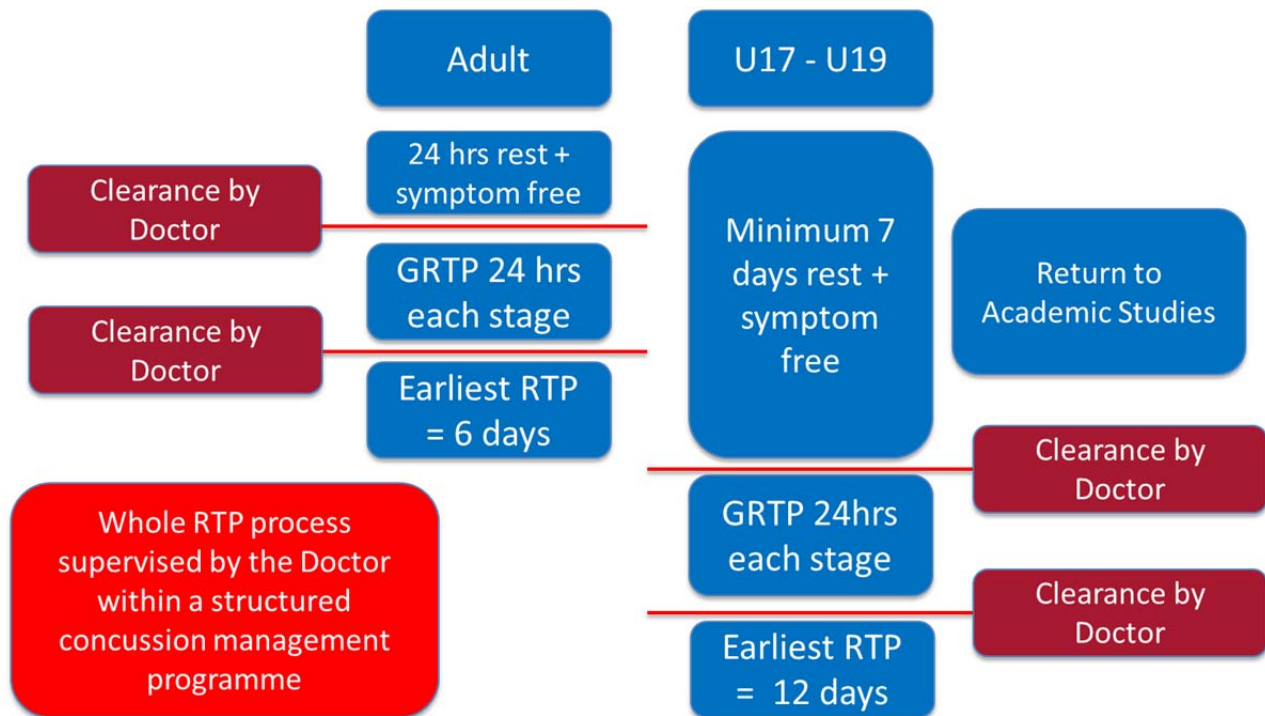 Adult
U17 - U19
24 hrs rest +
symptom free
Clearance by
Doctor
GRTP 24 hrs
each stage
Clearance by
Doctor
Earliest RTP
= 6 days
Minimum 7
days rest +
symptom
free
Return to
Academic Studies
Clearance by
Doctor
GRTP 24hrs
each stage
Clearance by
Doctor
Earliest RTP
= 12 days
Whole RTP process
supervised by the Doctor
within a structured
concussion management
programme